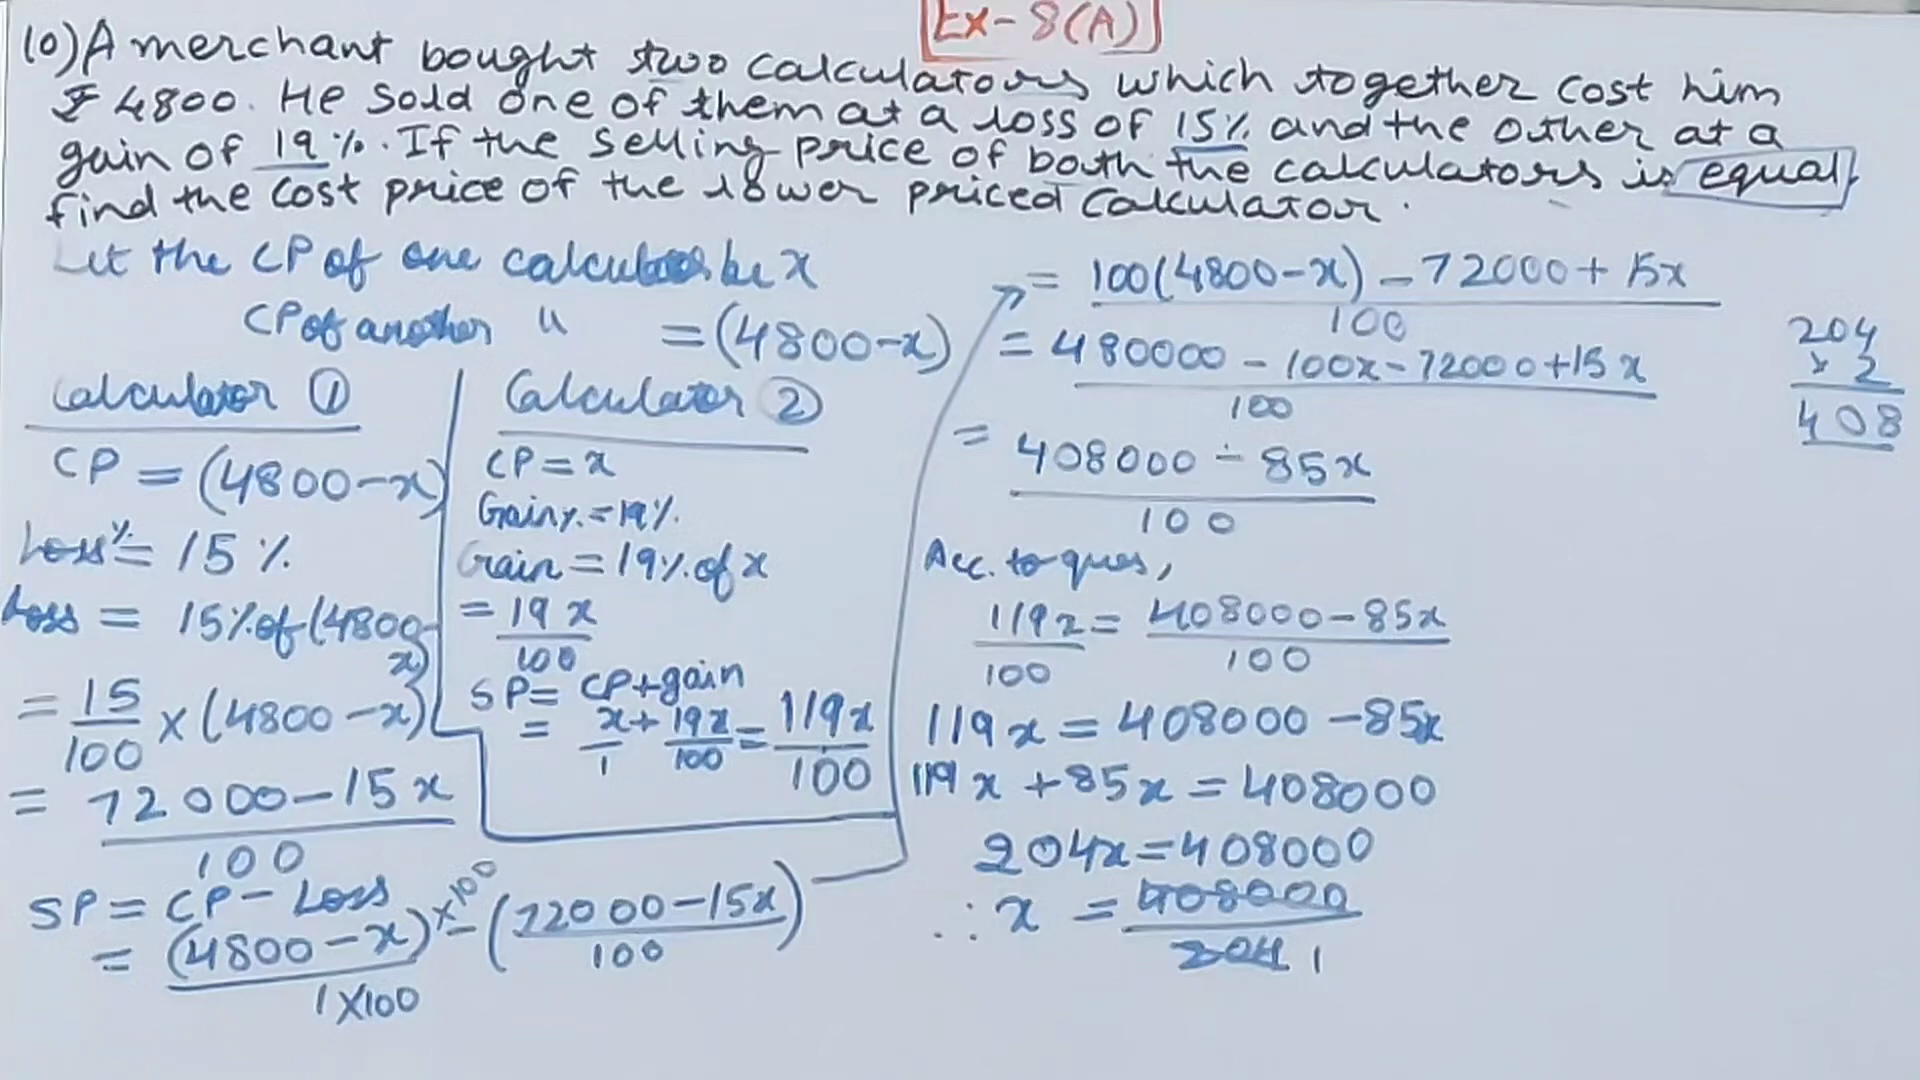 Ex-8(A)
10) A merchant bought two calculators which together cost him
₹ 4800. He sold one of them at a loss of 15% and the other at a
gain of 19%. If the selling price of both the calculators is equal,
find the cost price of the lower priced calculator.
Let the CP of one calculator be x
CP of another " = (4800-x)
Calculator ①
CP = (4800-x)
Loss% = 15%
Loss = 15% of (4800-
x)
= 15/100 × (4800-x)
= 72000-15x/100
SP = CP - Loss
= (4800-x)×100/1×100 - (72000-15x/100)
Calculator ②
CP = x
Gain% = 19%
Gain = 19% of x
= 19x/100
SP = CP + gain
= x/1 + 19x/100 = 119x/100
= 100(4800-x) - 72000 + 15x/100
= 480000 - 100x - 72000 + 15x/100
= 408000 - 85x/100
Acc. to ques,
119x/100 = 408000 - 85x/100
119x = 408000 - 85x
119x + 85x = 408000
204x = 408000
∴ x = 408000/204 1
204
× 2
408